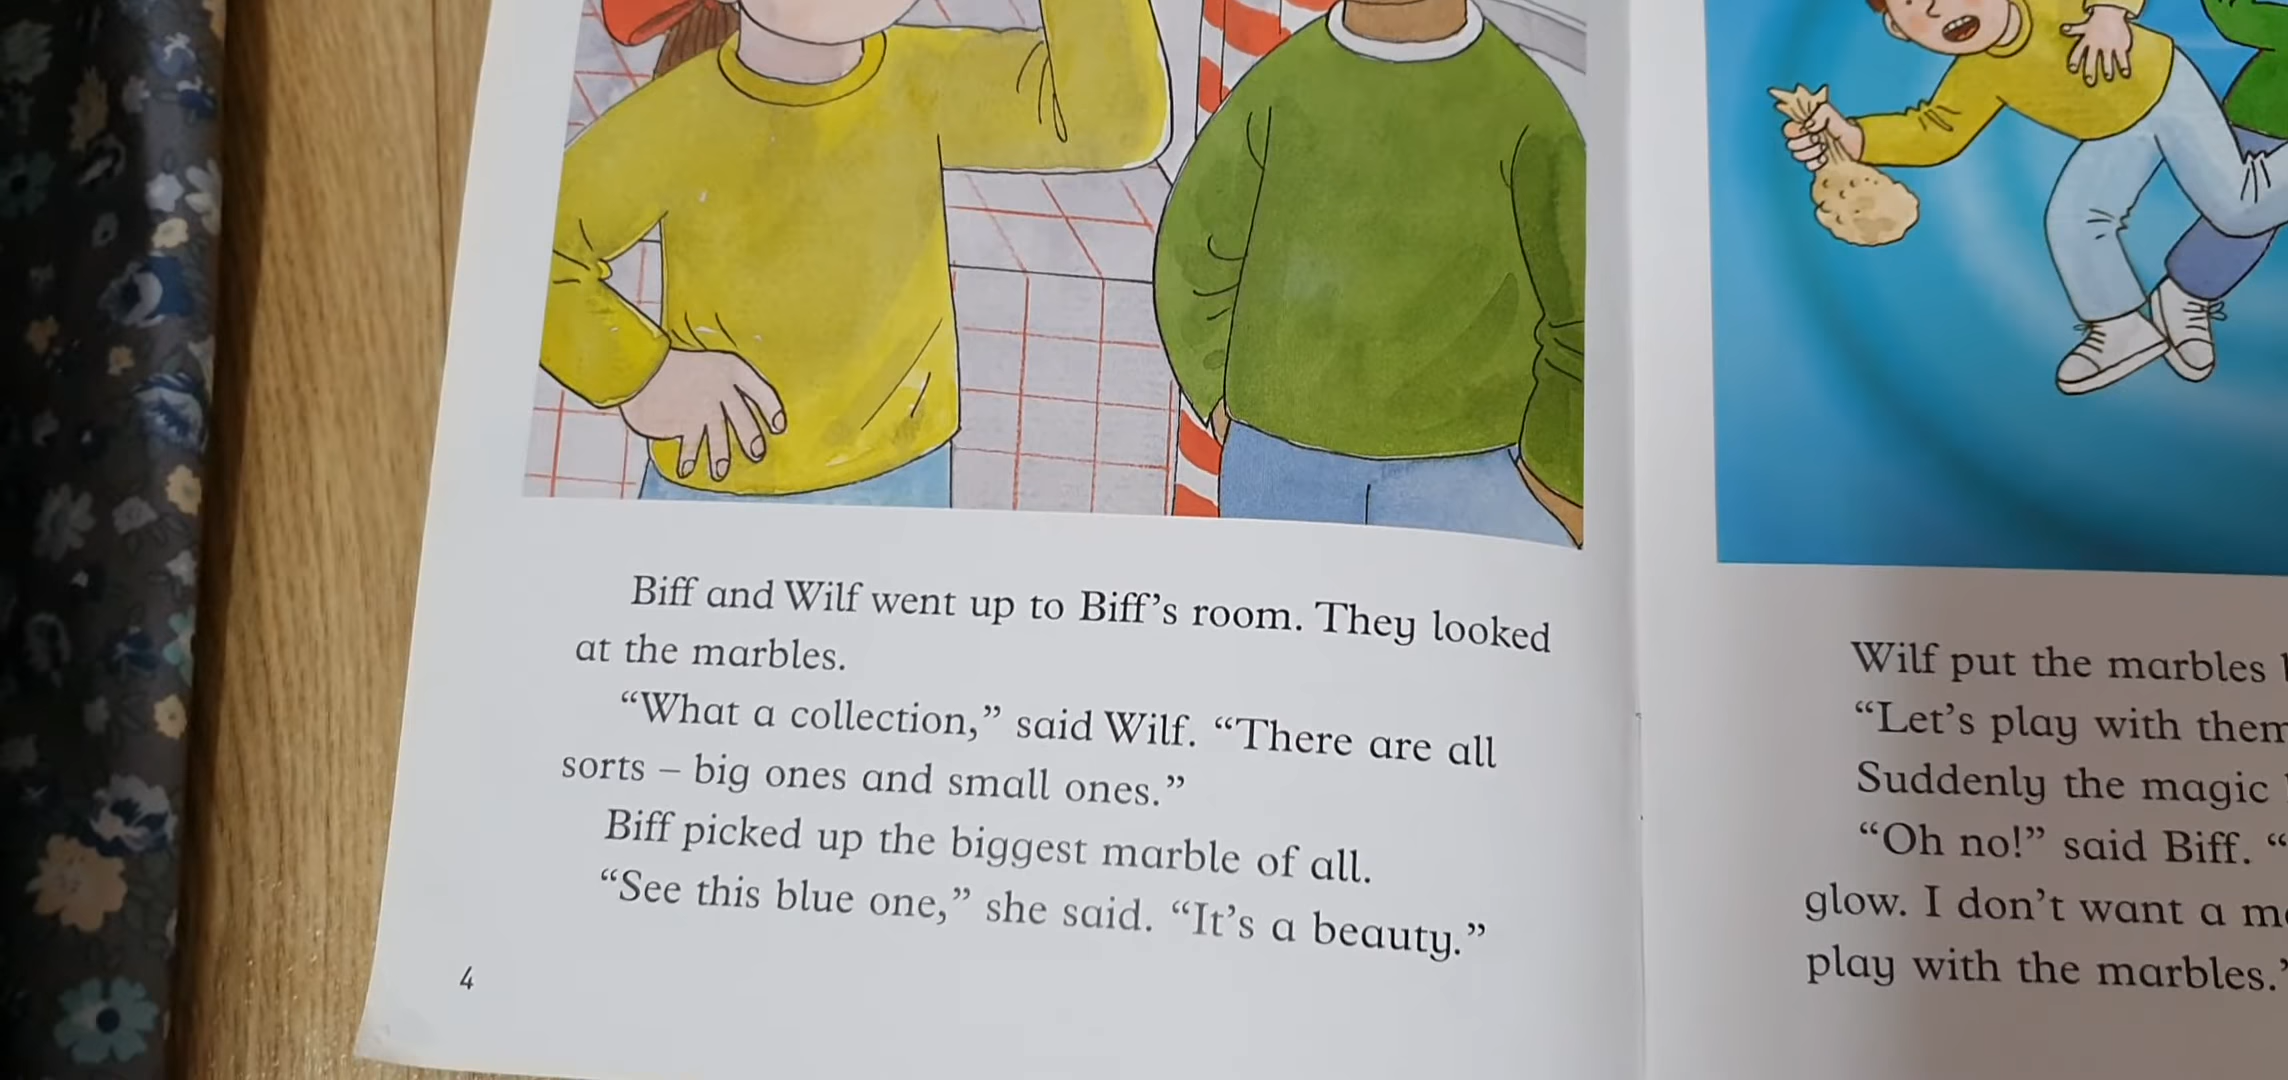 Biff and Wilf went up to Biff's room. They looked
at the marbles.
“What a collection,” said Wilf. “There are all
sorts – big ones and small ones.”
Biff picked up the biggest marble of all.
“See this blue one,” she said. “It's a beauty.”
4
Wilf put the marbles
“Let's play with them
Suddenly the magic
“Oh no!” said Biff. “
glow. I don't want a
play with the marbles.”